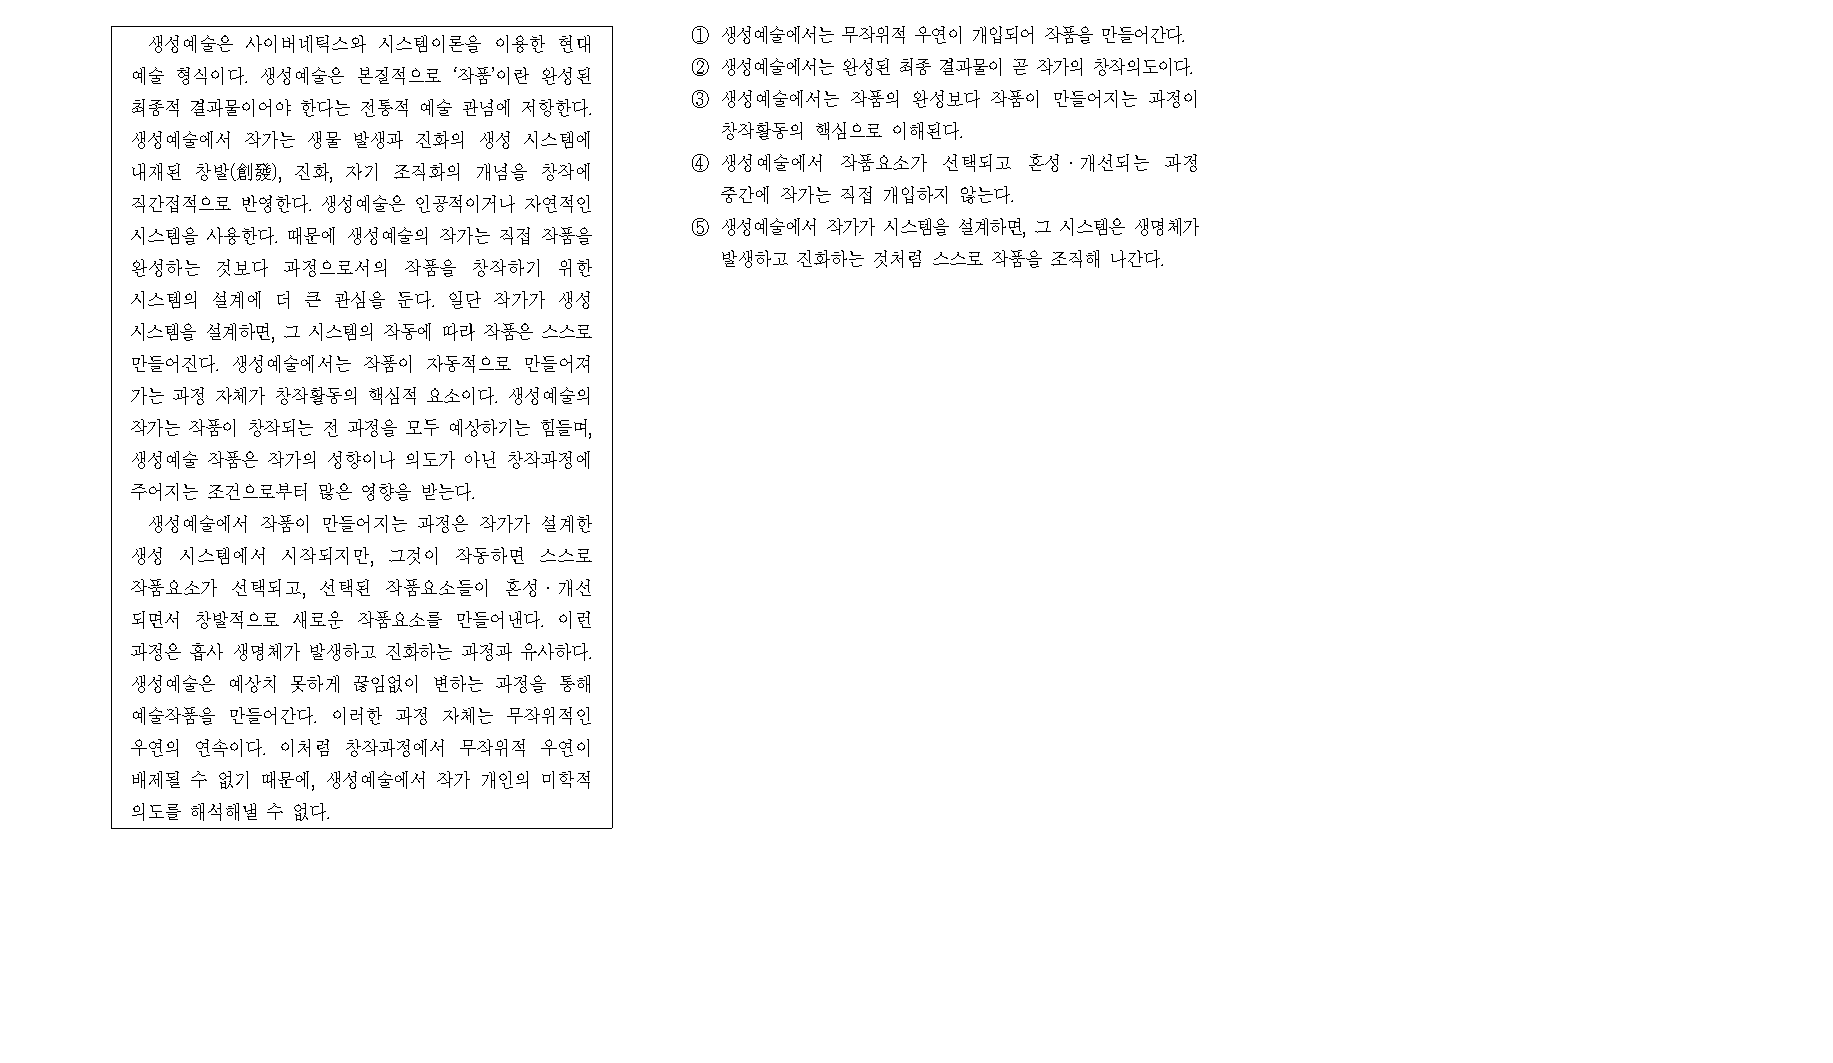 생성예술은 사이버네틱스와 시스템이론을 이용한 현대
예술 형식이다. 생성예술은 본질적으로 ‘작품’이란 완성된
최종적 결과물이어야 한다는 전통적 예술 관념에 저항한다.
생성예술에서 작가는 생물 발생과 진화의 생성 시스템에
내재된 창발(創發), 진화, 자기 조직화의 개념을 창작에
직간접적으로 반영한다. 생성예술은 인공적이거나 자연적인
시스템을 사용한다. 때문에 생성예술의 작가는 직접 작품을
완성하는 것보다 과정으로서의 작품을 창작하기 위한
시스템의 설계에 더 큰 관심을 둔다. 일단 작가가 생성
시스템을 설계하면, 그 시스템의 작동에 따라 작품은 스스로
만들어진다. 생성예술에서는 작품이 자동적으로 만들어져
가는 과정 자체가 창작활동의 핵심적 요소이다. 생성예술의
작가는 작품이 창작되는 전 과정을 모두 예상하기는 힘들며,
생성예술 작품은 작가의 성향이나 의도가 아닌 창작과정에
주어지는 조건으로부터 많은 영향을 받는다.
생성예술에서 작품이 만들어지는 과정은 작가가 설계한
생성 시스템에서 시작되지만, 그것이 작동하면 스스로
작품요소가 선택되고, 선택된 작품요소들이 혼성·개선
되면서 창발적으로 새로운 작품요소를 만들어낸다. 이런
과정은 흡사 생명체가 발생하고 진화하는 과정과 유사하다.
생성예술은 예상치 못하게 끊임없이 변하는 과정을 통해
예술작품을 만들어간다. 이러한 과정 자체는 무작위적인
우연의 연속이다. 이처럼 창작과정에서 무작위적 우연이
배제될 수 없기 때문에, 생성예술에서 작가 개인의 미학적
의도를 해석해낼 수 없다.
① 생성예술에서는 무작위적 우연이 개입되어 작품을 만들어간다.
② 생성예술에서는 완성된 최종 결과물이 곧 작가의 창작의도이다.
③ 생성예술에서는 작품의 완성보다 작품이 만들어지는 과정이
창작활동의 핵심으로 이해된다.
④ 생성예술에서 작품요소가 선택되고 혼성·개선되는 과정
중간에 작가는 직접 개입하지 않는다.
⑤ 생성예술에서 작가가 시스템을 설계하면, 그 시스템은 생명체가
발생하고 진화하는 것처럼 스스로 작품을 조직해 나간다.